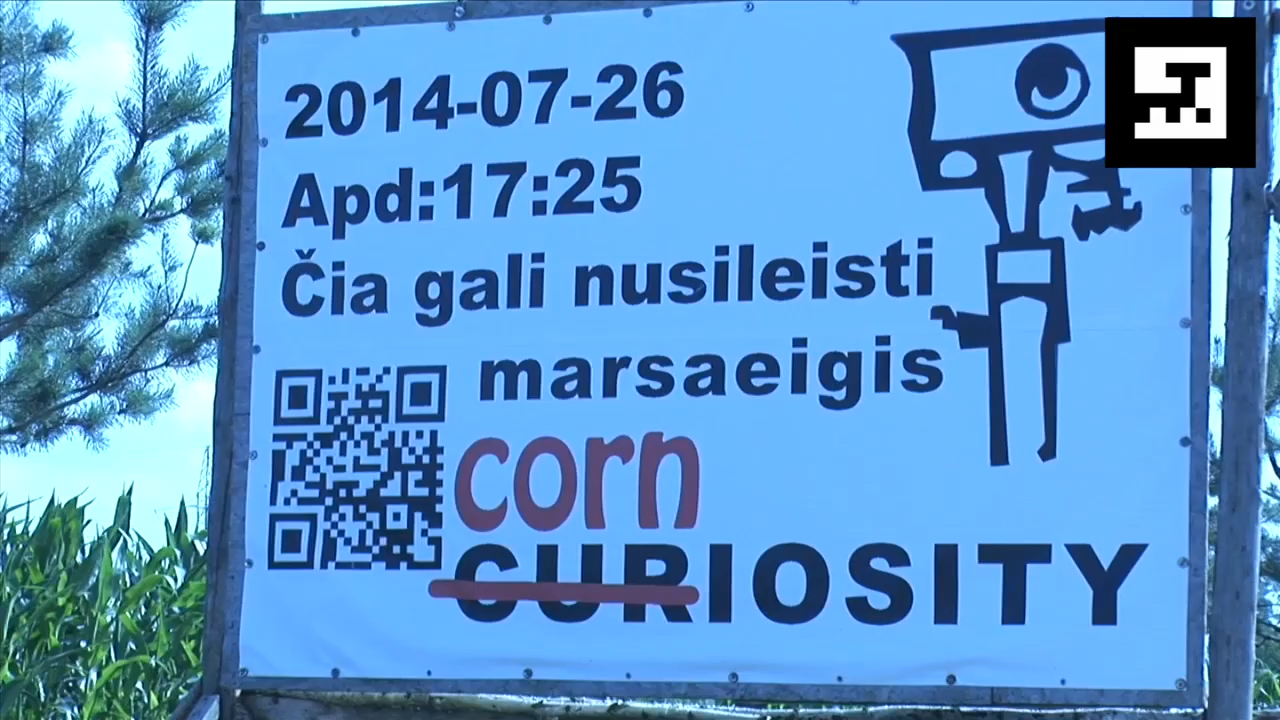 2014-07-26
Apd:17:25
Čia gali nusileisti
marsaeigis
corn
CURIOSITY